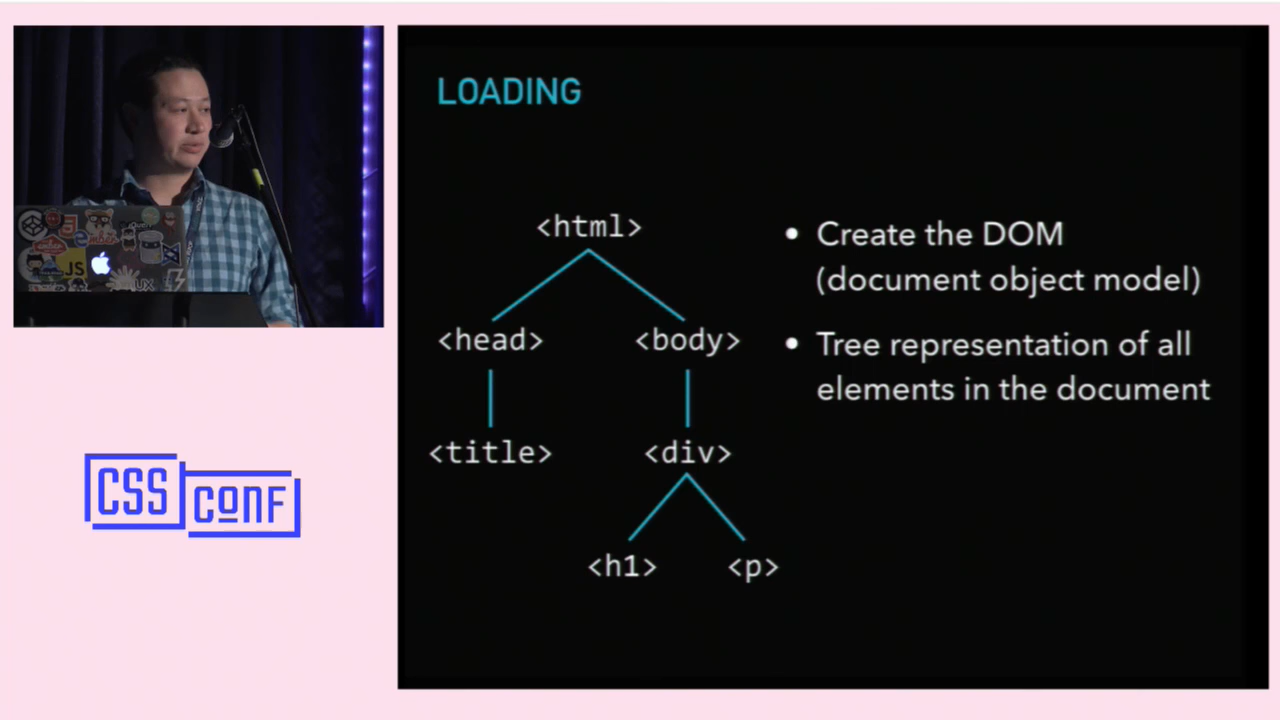 LOADING
<html>
<head> <body>
<title> <div>
<h1> <p>
• Create the DOM
(document object model)
• Tree representation of all
elements in the document
JS
CSS
CONF